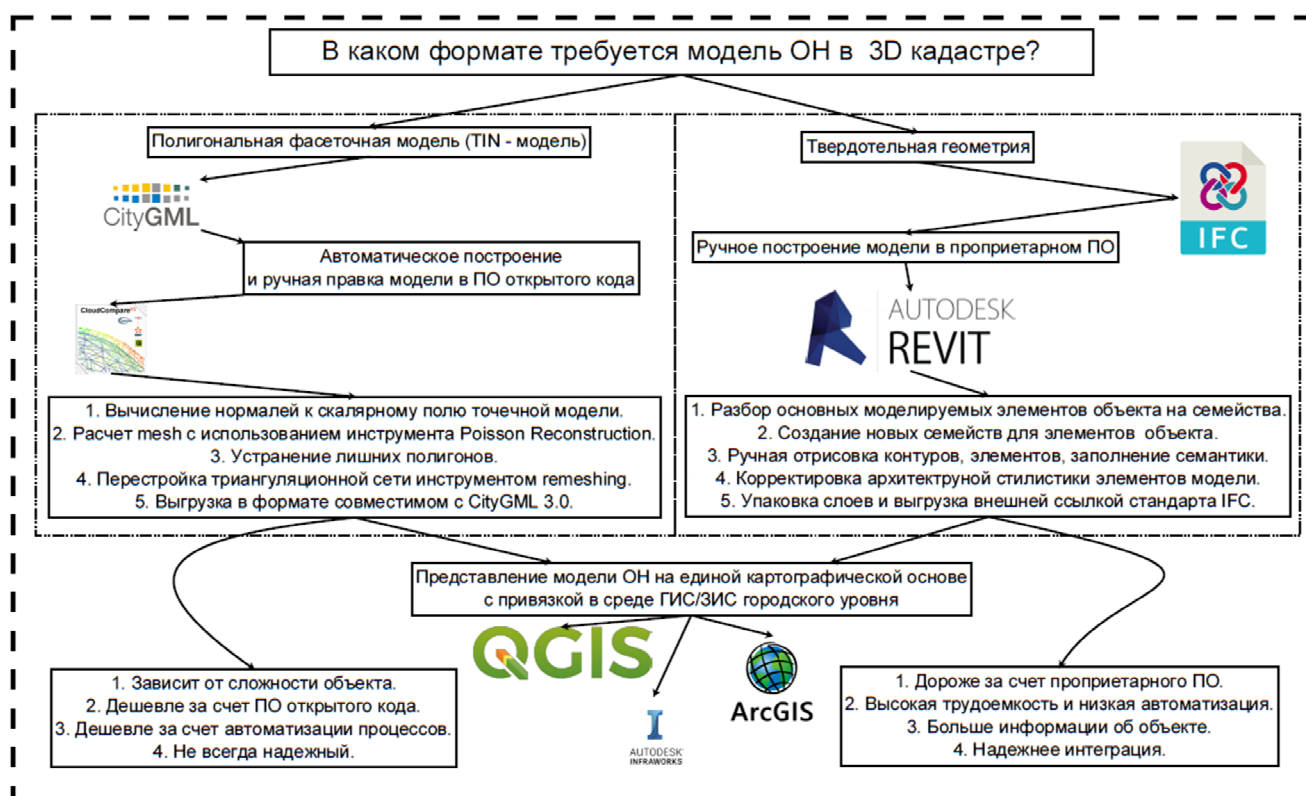 В каком формате требуется модель ОН в 3D кадастре?
Полигональная фасеточная модель (TIN - модель)
CityGML
Автоматическое построение
и ручная правка модели в ПО открытого кода
CloudCompare
1. Вычисление нормалей к скалярному полю точечной модели.
2. Расчет mesh с использованием инструмента Poisson Reconstruction.
3. Устранение лишних полигонов.
4. Перестройка триангуляционной сети инструментом remeshing.
5. Выгрузка в формате совместимом с CityGML 3.0.
Твердотельная геометрия
IFC
Ручное построение модели в проприетарном ПО
AUTODESK
REVIT
1. Разбор основных моделируемых элементов объекта на семейства.
2. Создание новых семейств для элементов объекта.
3. Ручная отрисовка контуров, элементов, заполнение семантики.
4. Корректировка архитектруной стилистики элементов модели.
5. Упаковка слоев и выгрузка внешней ссылкой стандарта IFC.
Представление модели ОН на единой картографической основе
с привязкой в среде ГИС/ЗИС городского уровня
QGIS
AUTODESK
INFRAWORKS
ArcGIS
1. Зависит от сложности объекта.
2. Дешевле за счет ПО открытого кода.
3. Дешевле за счет автоматизации процессов.
4. Не всегда надежный.
1. Дороже за счет проприетарного ПО.
2. Высокая трудоемкость и низкая автоматизация.
3. Больше информации об объекте.
4. Надежнее интеграция.